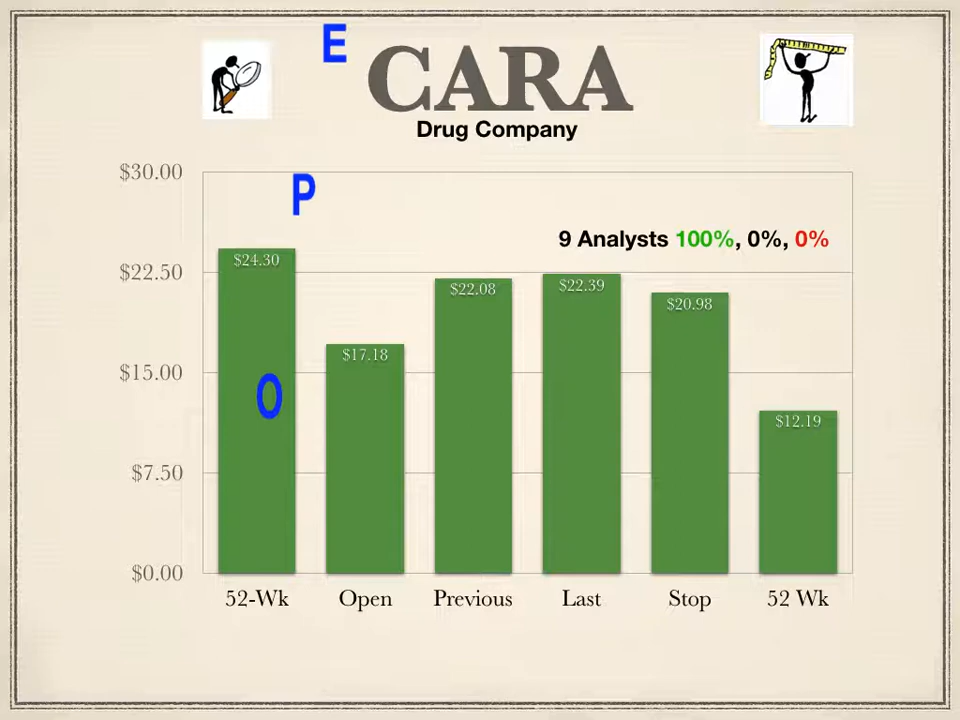 E
CARA
Drug Company
$30.00
P
9 Analysts 100%, 0%, 0%
$24.30
$22.50
$22.08
$22.39
$20.98
$17.18
$15.00
O
$12.19
$7.50
$0.00
52-Wk Open Previous Last Stop 52 Wk